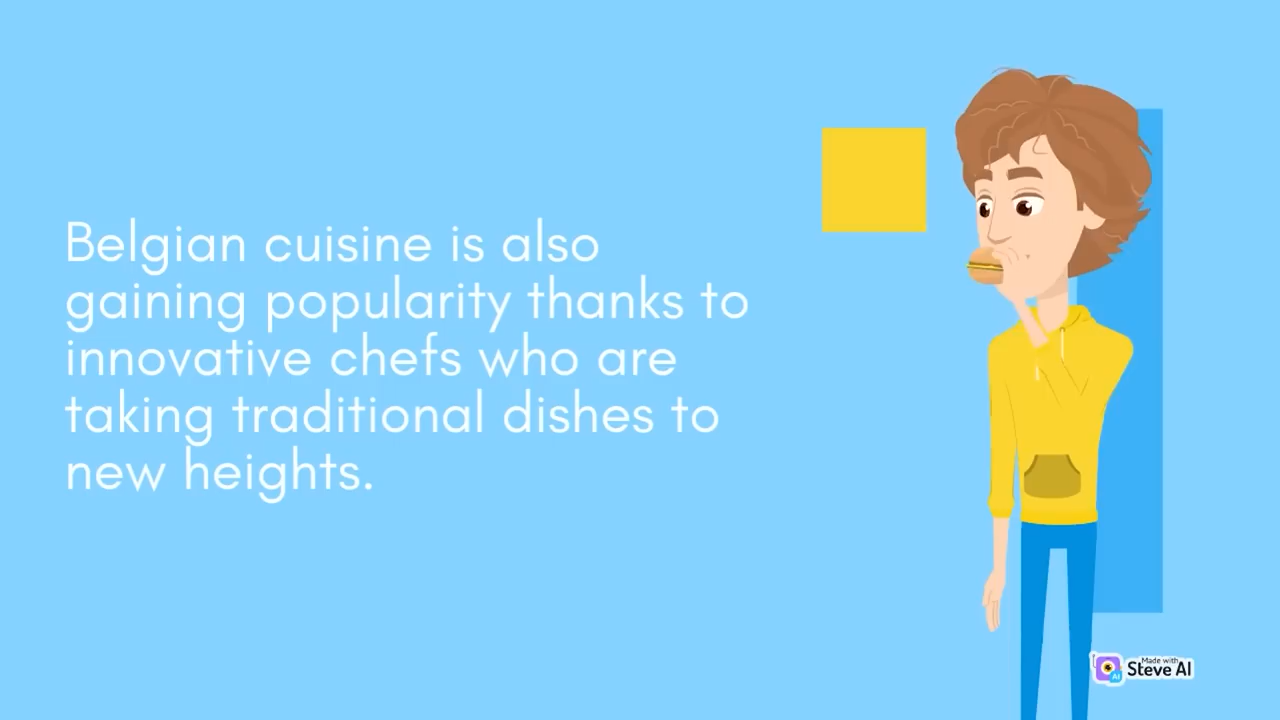 Belgian cuisine is also
gaining popularity thanks to
innovative chefs who are
taking traditional dishes to
new heights.
Made with
Steve AI
AI